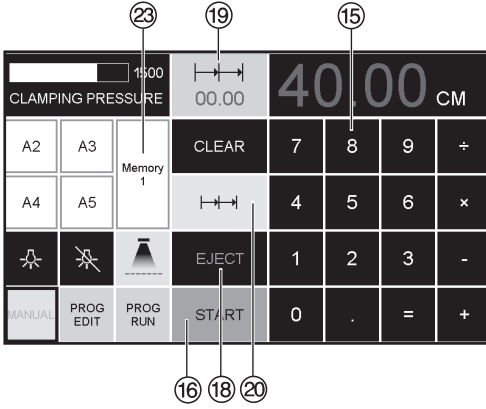 23 19 15
1500
CLAMPING PRESSURE 00.00 40.00 CM
A2 A3 Memory 1 CLEAR 7 8 9 ÷
A4 A5 4 5 6 ×
EJECT 1 2 3 -
MANUAL PROG EDIT PROG RUN START 0 . = +
16 18 20